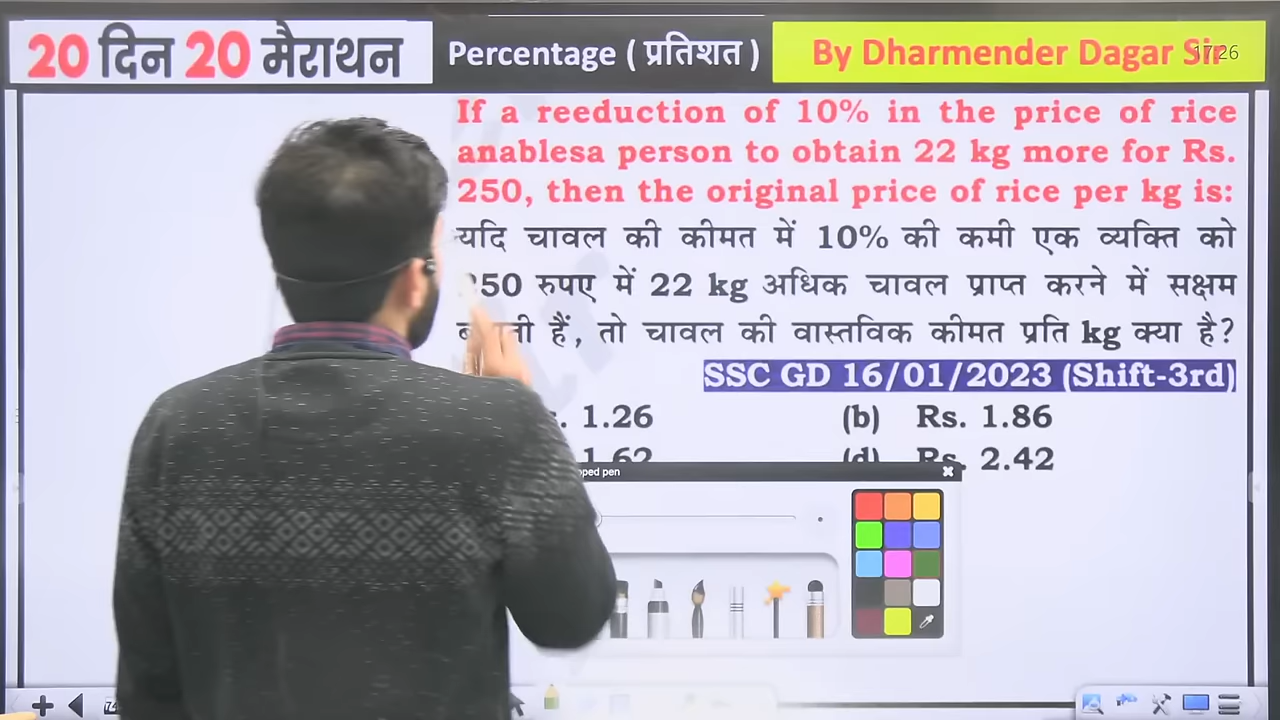 20 दिन 20 मैराथन
Percentage ( प्रतिशत )
By Dharmender Dagar Sir
17:26
If a reeduction of 10% in the price of rice
anablesa person to obtain 22 kg more for Rs.
250, then the original price of rice per kg is:
यदि चावल की कीमत में 10% की कमी एक व्यक्ति को
250 रुपए में 22 kg अधिक चावल प्राप्त करने में सक्षम
हैं, तो चावल की वास्तविक कीमत प्रति kg क्या है?
SSC GD 16/01/2023 (Shift-3rd)
1.26 (b) Rs. 1.86
1.62 (d) Rs. 2.42
pen